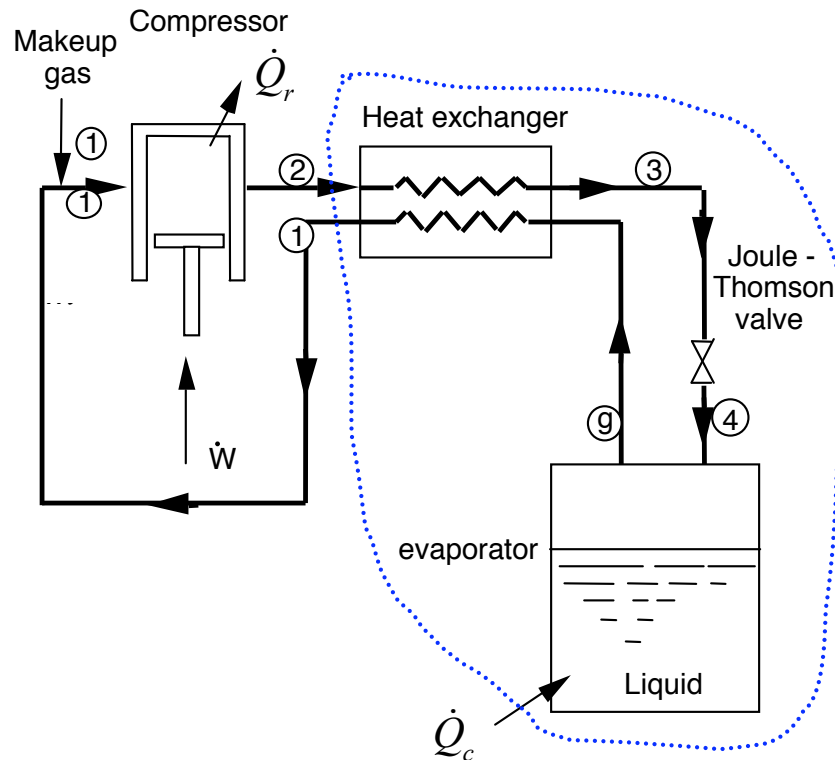 Compressor
Makeup
gas
Q̇r
Heat exchanger
1
1
2
3
1
Joule -
Thomson
valve
g
4
Ẇ
evaporator
Liquid
Q̇c